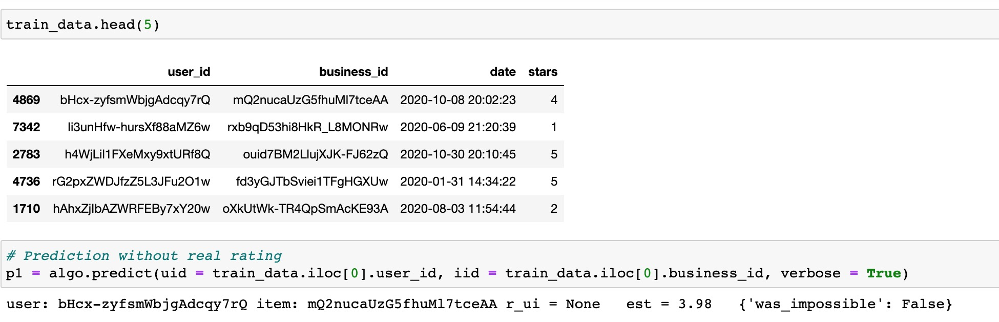 train_data.head(5)
user_id business_id date stars
4869 bHcx-zyfsmWbjgAdcqy7rQ mQ2nucaUzG5fhuMl7tceAA 2020-10-08 20:02:23 4
7342 Ii3unHfw-hursXf88aMZ6w rxb9qD53hi8HkR_L8MONRw 2020-06-09 21:20:39 1
2783 h4WjLil1FXeMxy9xtURf8Q ouid7BM2LlujXJK-FJ62zQ 2020-10-30 20:10:45 5
4736 rG2pxZWDJfzZ5L3JFu2O1w fd3yGJTbSviei1TFgHGXUw 2020-01-31 14:34:22 5
1710 hAhxZjlbAZWRFEBy7xY20w oXkUtWk-TR4QpSmAcKE93A 2020-08-03 11:54:44 2
# Prediction without real rating
p1 = algo.predict(uid = train_data.iloc[0].user_id, iid = train_data.iloc[0].business_id, verbose = True)
user: bHcx-zyfsmWbjgAdcqy7rQ item: mQ2nucaUzG5fhuMl7tceAA r_ui = None   est = 3.98   {'was_impossible': False}